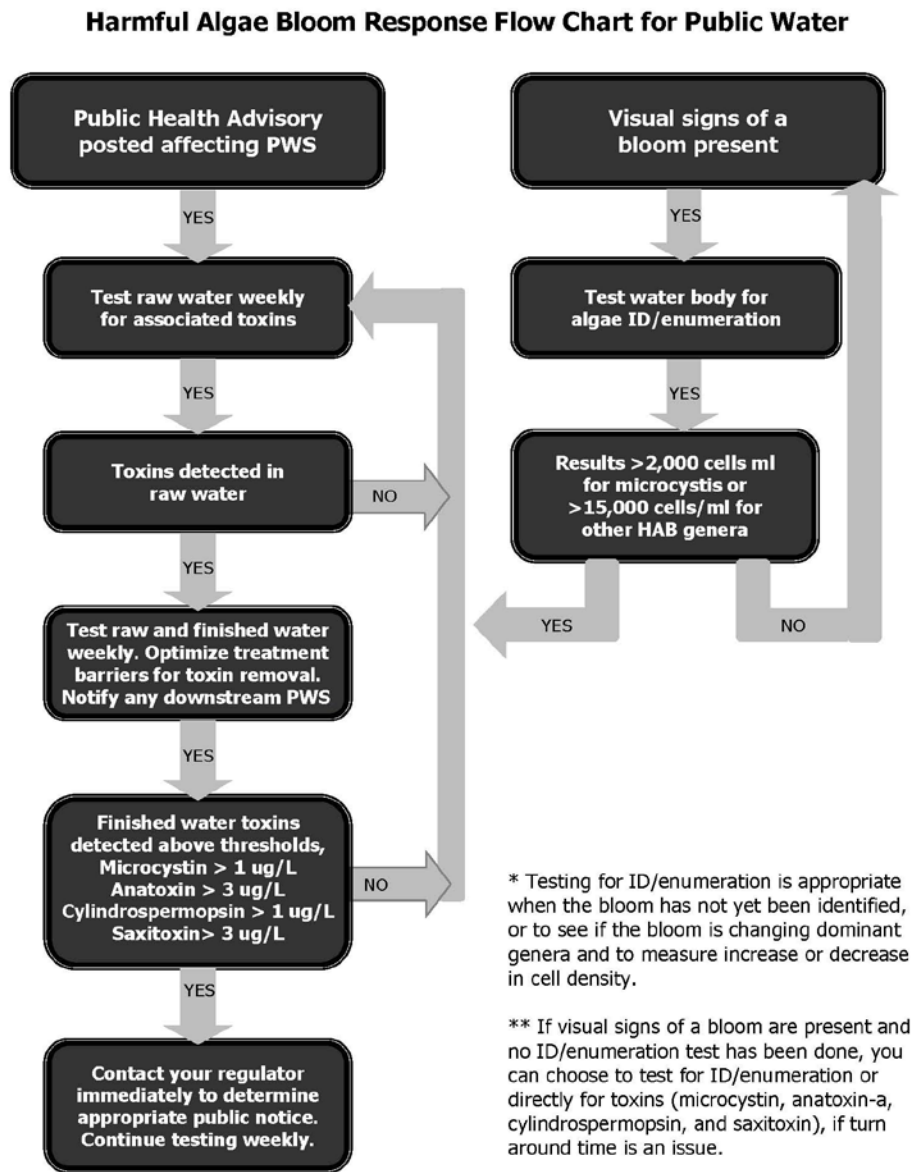 Harmful Algae Bloom Response Flow Chart for Public Water
Public Health Advisory
posted affecting PWS
YES
Test raw water weekly
for associated toxins
YES
Toxins detected in
raw water
NO
YES
Test raw and finished water
weekly. Optimize treatment
barriers for toxin removal.
Notify any downstream PWS
YES
Finished water toxins
detected above thresholds,
Microcystin > 1 ug/L
Anatoxin > 3 ug/L
Cylindrospermopsin > 1 ug/L
Saxitoxin> 3 ug/L
NO
YES
Contact your regulator
immediately to determine
appropriate public notice.
Continue testing weekly.
Visual signs of a
bloom present
YES
Test water body for
algae ID/enumeration
YES
Results >2,000 cells ml
for microcystis or
>15,000 cells/ml for
other HAB genera
YES
NO
* Testing for ID/enumeration is appropriate
when the bloom has not yet been identified,
or to see if the bloom is changing dominant
genera and to measure increase or decrease
in cell density.
** If visual signs of a bloom are present and
no ID/enumeration test has been done, you
can choose to test for ID/enumeration or
directly for toxins (microcystin, anatoxin-a,
cylindrospermopsin, and saxitoxin), if turn
around time is an issue.